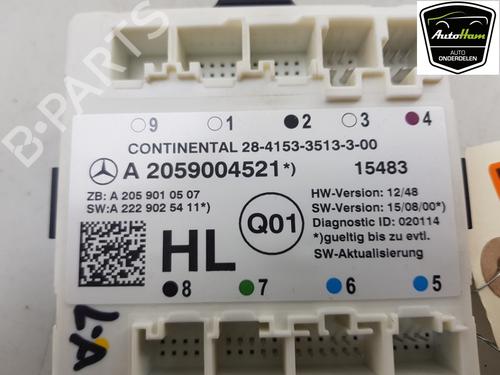 AutoHam
AUTO
ONDERDELEN
B-PARTS
9 1 2 3 4
CONTINENTAL 28-4153-3513-3-00
A 2059004521*) 15483
ZB: A 205 901 05 07
SW:A 222 902 54 11*)
HW-Version: 12/48
SW-Version: 15/08/00*)
Diagnostic ID: 020114
*)gueltig bis zu evtl.
SW-Aktualisierung
HL
Q01
8 7 6 5
L.A